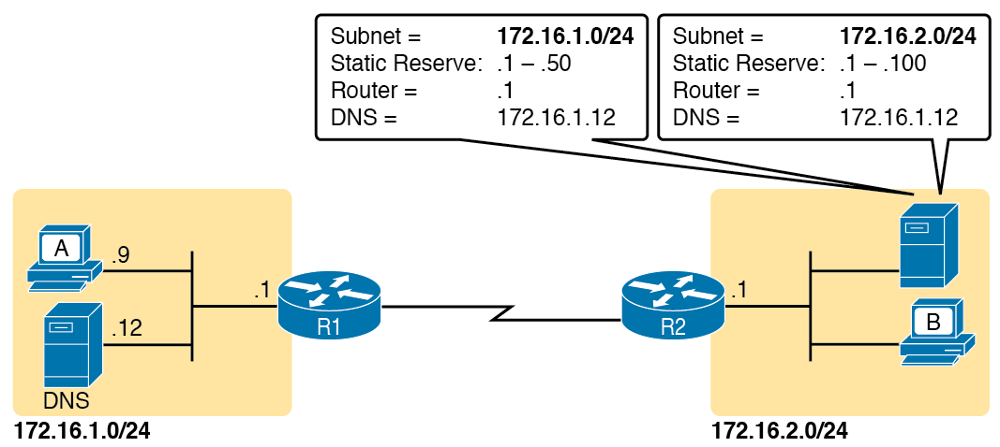 Subnet = 172.16.1.0/24
Static Reserve: .1 – .50
Router = .1
DNS = 172.16.1.12
Subnet = 172.16.2.0/24
Static Reserve: .1 – .100
Router = .1
DNS = 172.16.1.12
A
.9
.12
DNS
.1
R1
R2
.1
B
172.16.1.0/24
172.16.2.0/24